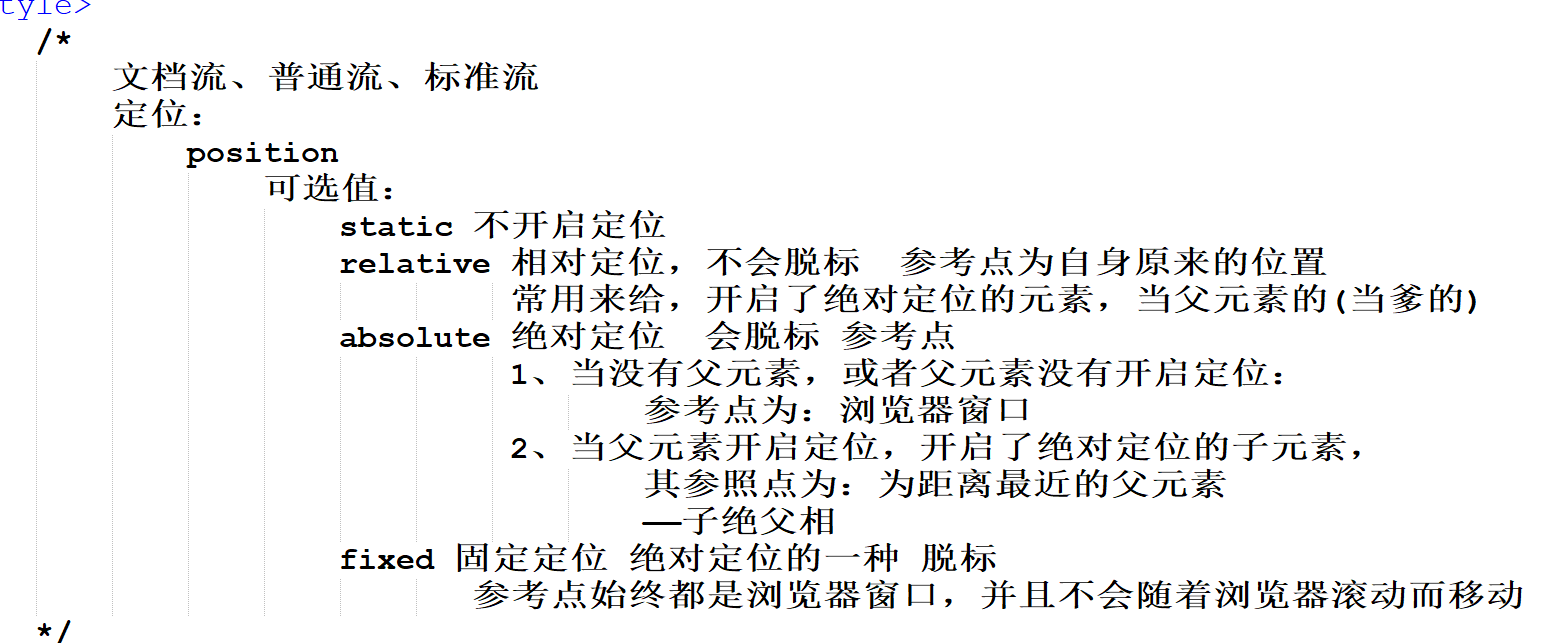 tyle>
/*
文档流、普通流、标准流
定位：
position
可选值：
static 不开启定位
relative 相对定位，不会脱标 参考点为自身原来的位置
常用来给，开启了绝对定位的元素，当父元素的(当爹的)
absolute 绝对定位 会脱标 参考点
1、当没有父元素，或者父元素没有开启定位：
参考点为：浏览器窗口
2、当父元素开启定位，开启了绝对定位的子元素，
其参照点为：为距离最近的父元素
——子绝父相
fixed 固定定位 绝对定位的一种 脱标
参考点始终都是浏览器窗口，并且不会随着浏览器滚动而移动
*/